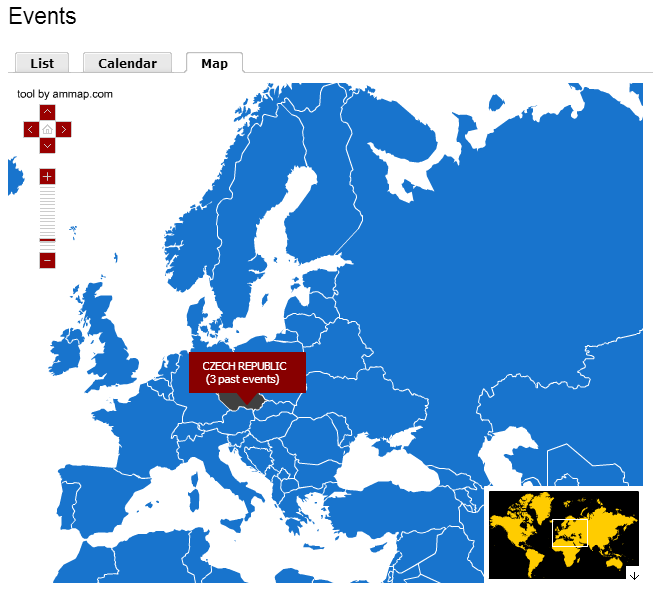 Events
List
Calendar
Map
tool by ammap.com
CZECH REPUBLIC
(3 past events)